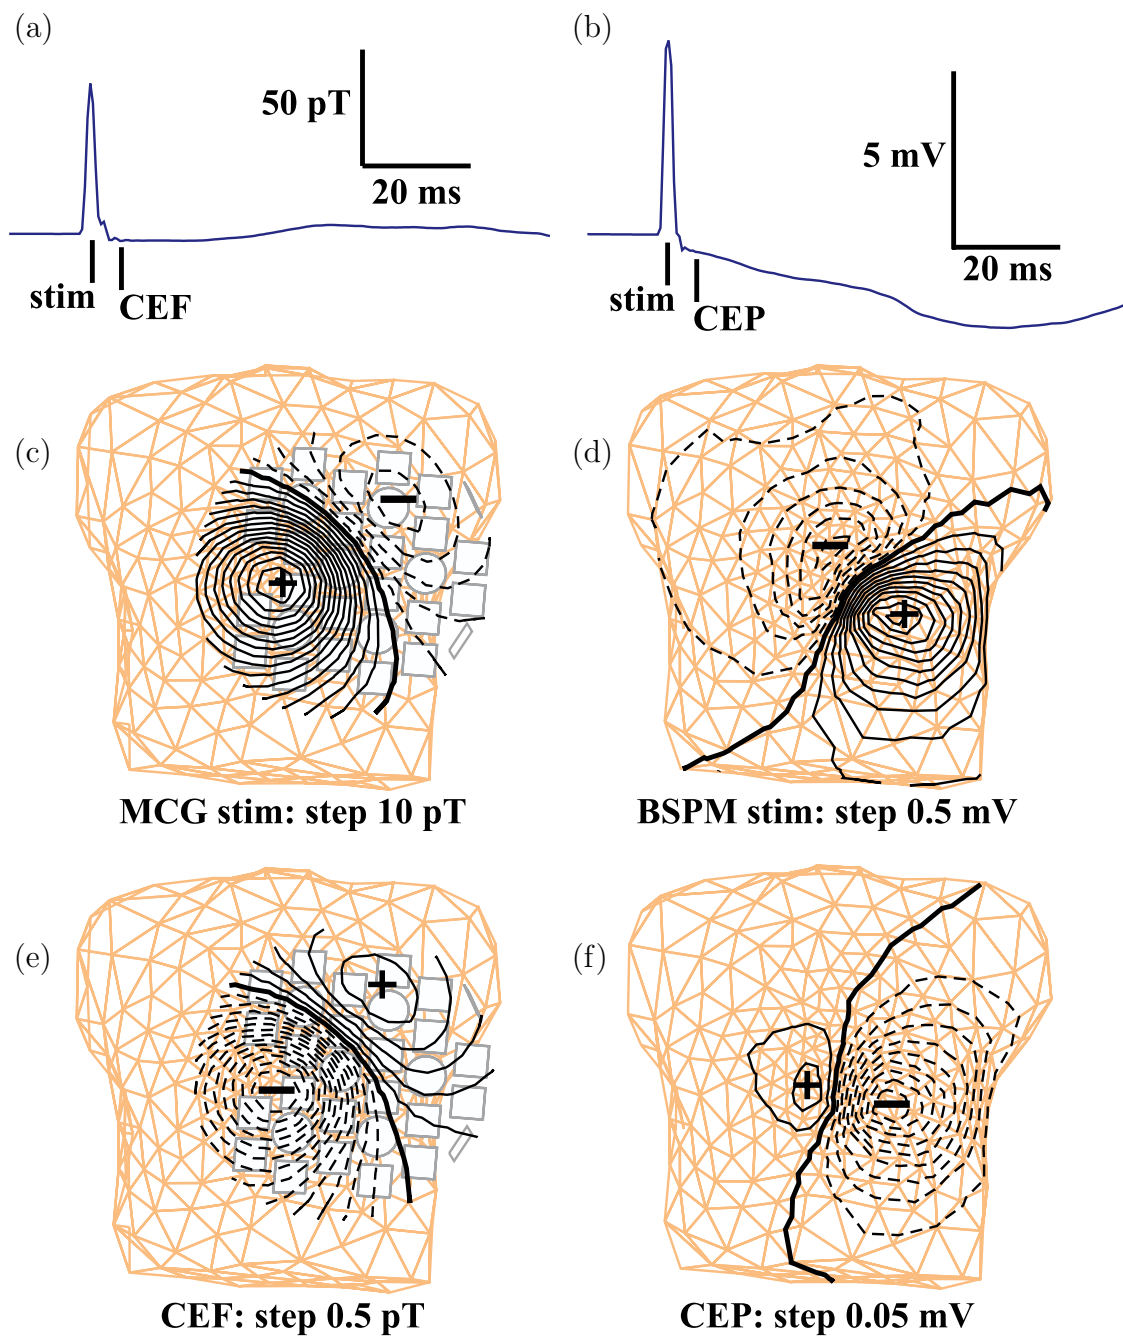 (a)
(b)
50 pT
20 ms
stim
CEF
5 mV
20 ms
stim
CEP
(c)
(d)
+
−
−
+
MCG stim: step 10 pT
BSPM stim: step 0.5 mV
(e)
(f)
+
−
+
−
CEF: step 0.5 pT
CEP: step 0.05 mV